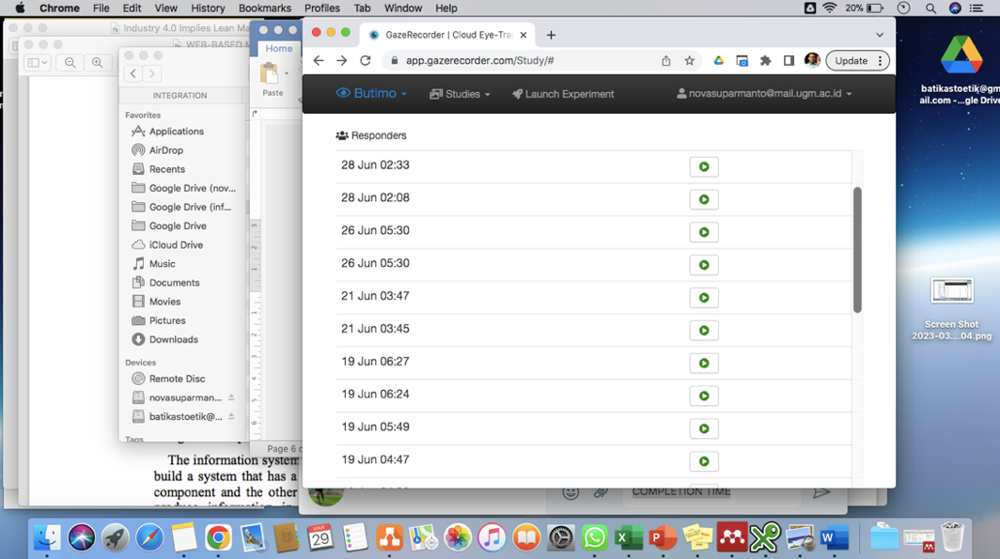 Chrome File Edit View History Bookmarks Profiles Tab Window Help 20%
Industry 4.0 Implies Lean Ma
WEB-BASED M
GazeRecorder | Cloud Eye-Tra
app.gazerecorder.com/Study/#
Update
Butimo Studies Launch Experiment novasuparmanto@mail.ugm.ac.id
Responders
28 Jun 02:33
28 Jun 02:08
26 Jun 05:30
26 Jun 05:30
21 Jun 03:47
21 Jun 03:45
19 Jun 06:27
19 Jun 06:24
19 Jun 05:49
19 Jun 04:47
INTEGRATION
Favorites
Applications
AirDrop
Recents
Google Drive (nov...
Google Drive (inf...
Google Drive
iCloud Drive
Music
Documents
Movies
Pictures
Downloads
Devices
Remote Disc
novasuparman...
batikastoetik@...
Tags
Home
Paste
Page 6 o
The information system
build a system that has a
component and the other
COMPLETION TIME
batikastoetik@gm
ail.com -...gle Drive
Screen Shot
2023-03....04.png
MAR
29